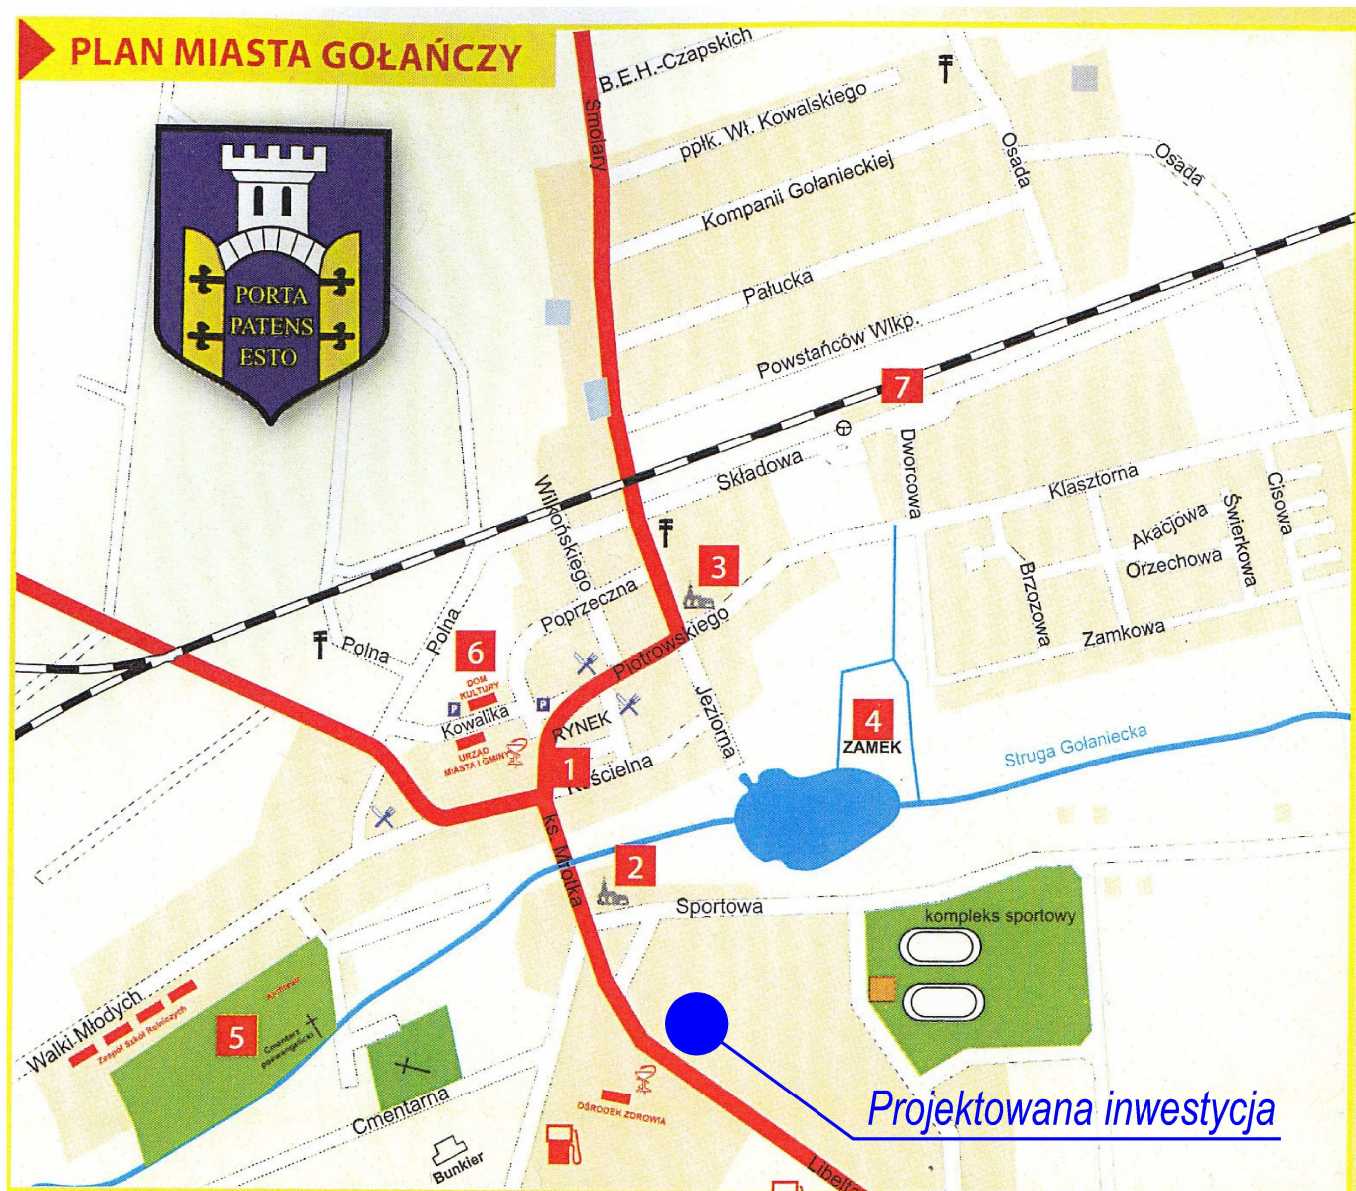 PLAN MIASTA GOŁAŃCZY
PORTA
PATENS
ESTO
B.E.H.-Czapskich
Smolary
ppłk. Wł. Kowalskiego
Kompanii Gołanieckiej
Osada
Osada
Pałucka
Powstańców Wlkp.
7
Składowa
Dworcowa
Klasztorna
Cisowa
Świerkowa
Akacjowa
Orzechowa
Brzozowa
Zamkowa
Wilkońskiego
Poprzeczna
3
Piotrowskiego
Polna
Polna
6
DOM
KULTURY
P
P
Kowalika
RYNEK
URZĄD
MIASTA I GMINY
1
Kościelna
Jeziorna
4
ZAMEK
Struga Gołaniecka
ks. Mrotka
2
Sportowa
kompleks sportowy
Walki Młodych
Zespół Szkół Rolniczych
5
Cmentarz
poewangelicki
Cmentarna
Bunkier
OŚRODEK ZDROWIA
Projektowana inwestycja
Libelta